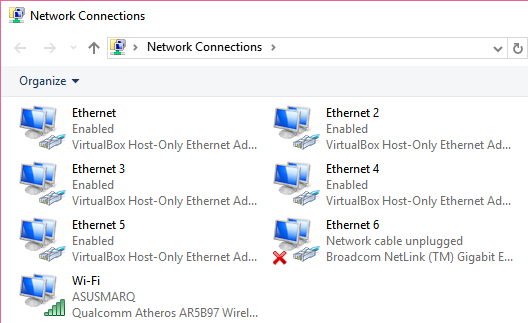 Network Connections
Network Connections
Organize
Ethernet
Enabled
VirtualBox Host-Only Ethernet Ad...
Ethernet 2
Enabled
VirtualBox Host-Only Ethernet Ad...
Ethernet 3
Enabled
VirtualBox Host-Only Ethernet Ad...
Ethernet 4
Enabled
VirtualBox Host-Only Ethernet Ad...
Ethernet 5
Enabled
VirtualBox Host-Only Ethernet Ad...
Ethernet 6
Network cable unplugged
Broadcom NetLink (TM) Gigabit E...
Wi-Fi
ASUSMARQ
Qualcomm Atheros AR5B97 Wirel...